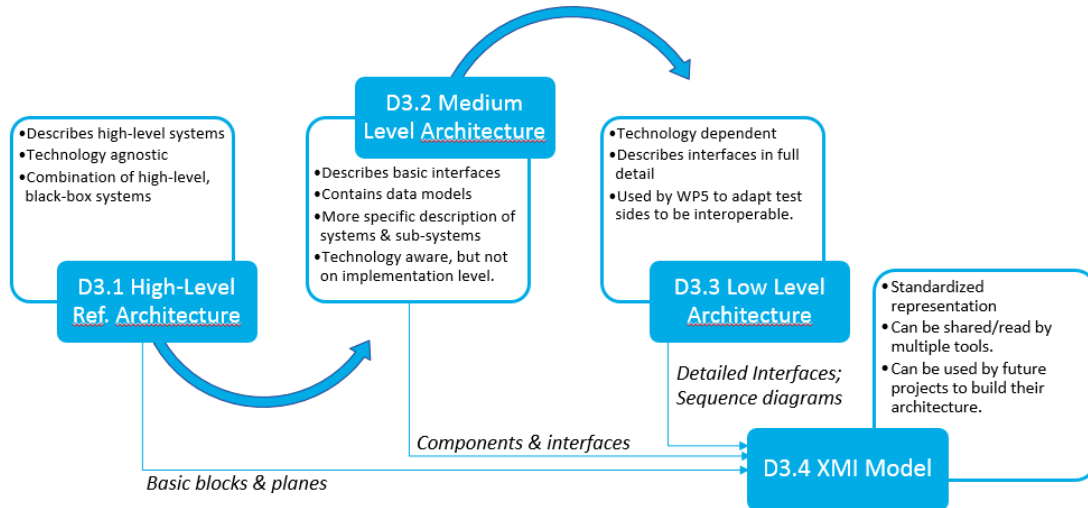 •Describes high-level systems
•Technology agnostic
•Combination of high-level,
black-box systems
D3.1 High-Level
Ref. Architecture
D3.2 Medium
Level Architecture
•Describes basic interfaces
•Contains data models
•More specific description of
systems & sub-systems
•Technology aware, but not
on implementation level.
•Technology dependent
•Describes interfaces in full
detail
•Used by WP5 to adapt test
sides to be interoperable.
D3.3 Low Level
Architecture
• Standardized
representation
• Can be shared/read by
multiple tools.
• Can be used by future
projects to build their
architecture.
D3.4 XMI Model
Detailed Interfaces;
Sequence diagrams
Components & interfaces
Basic blocks & planes